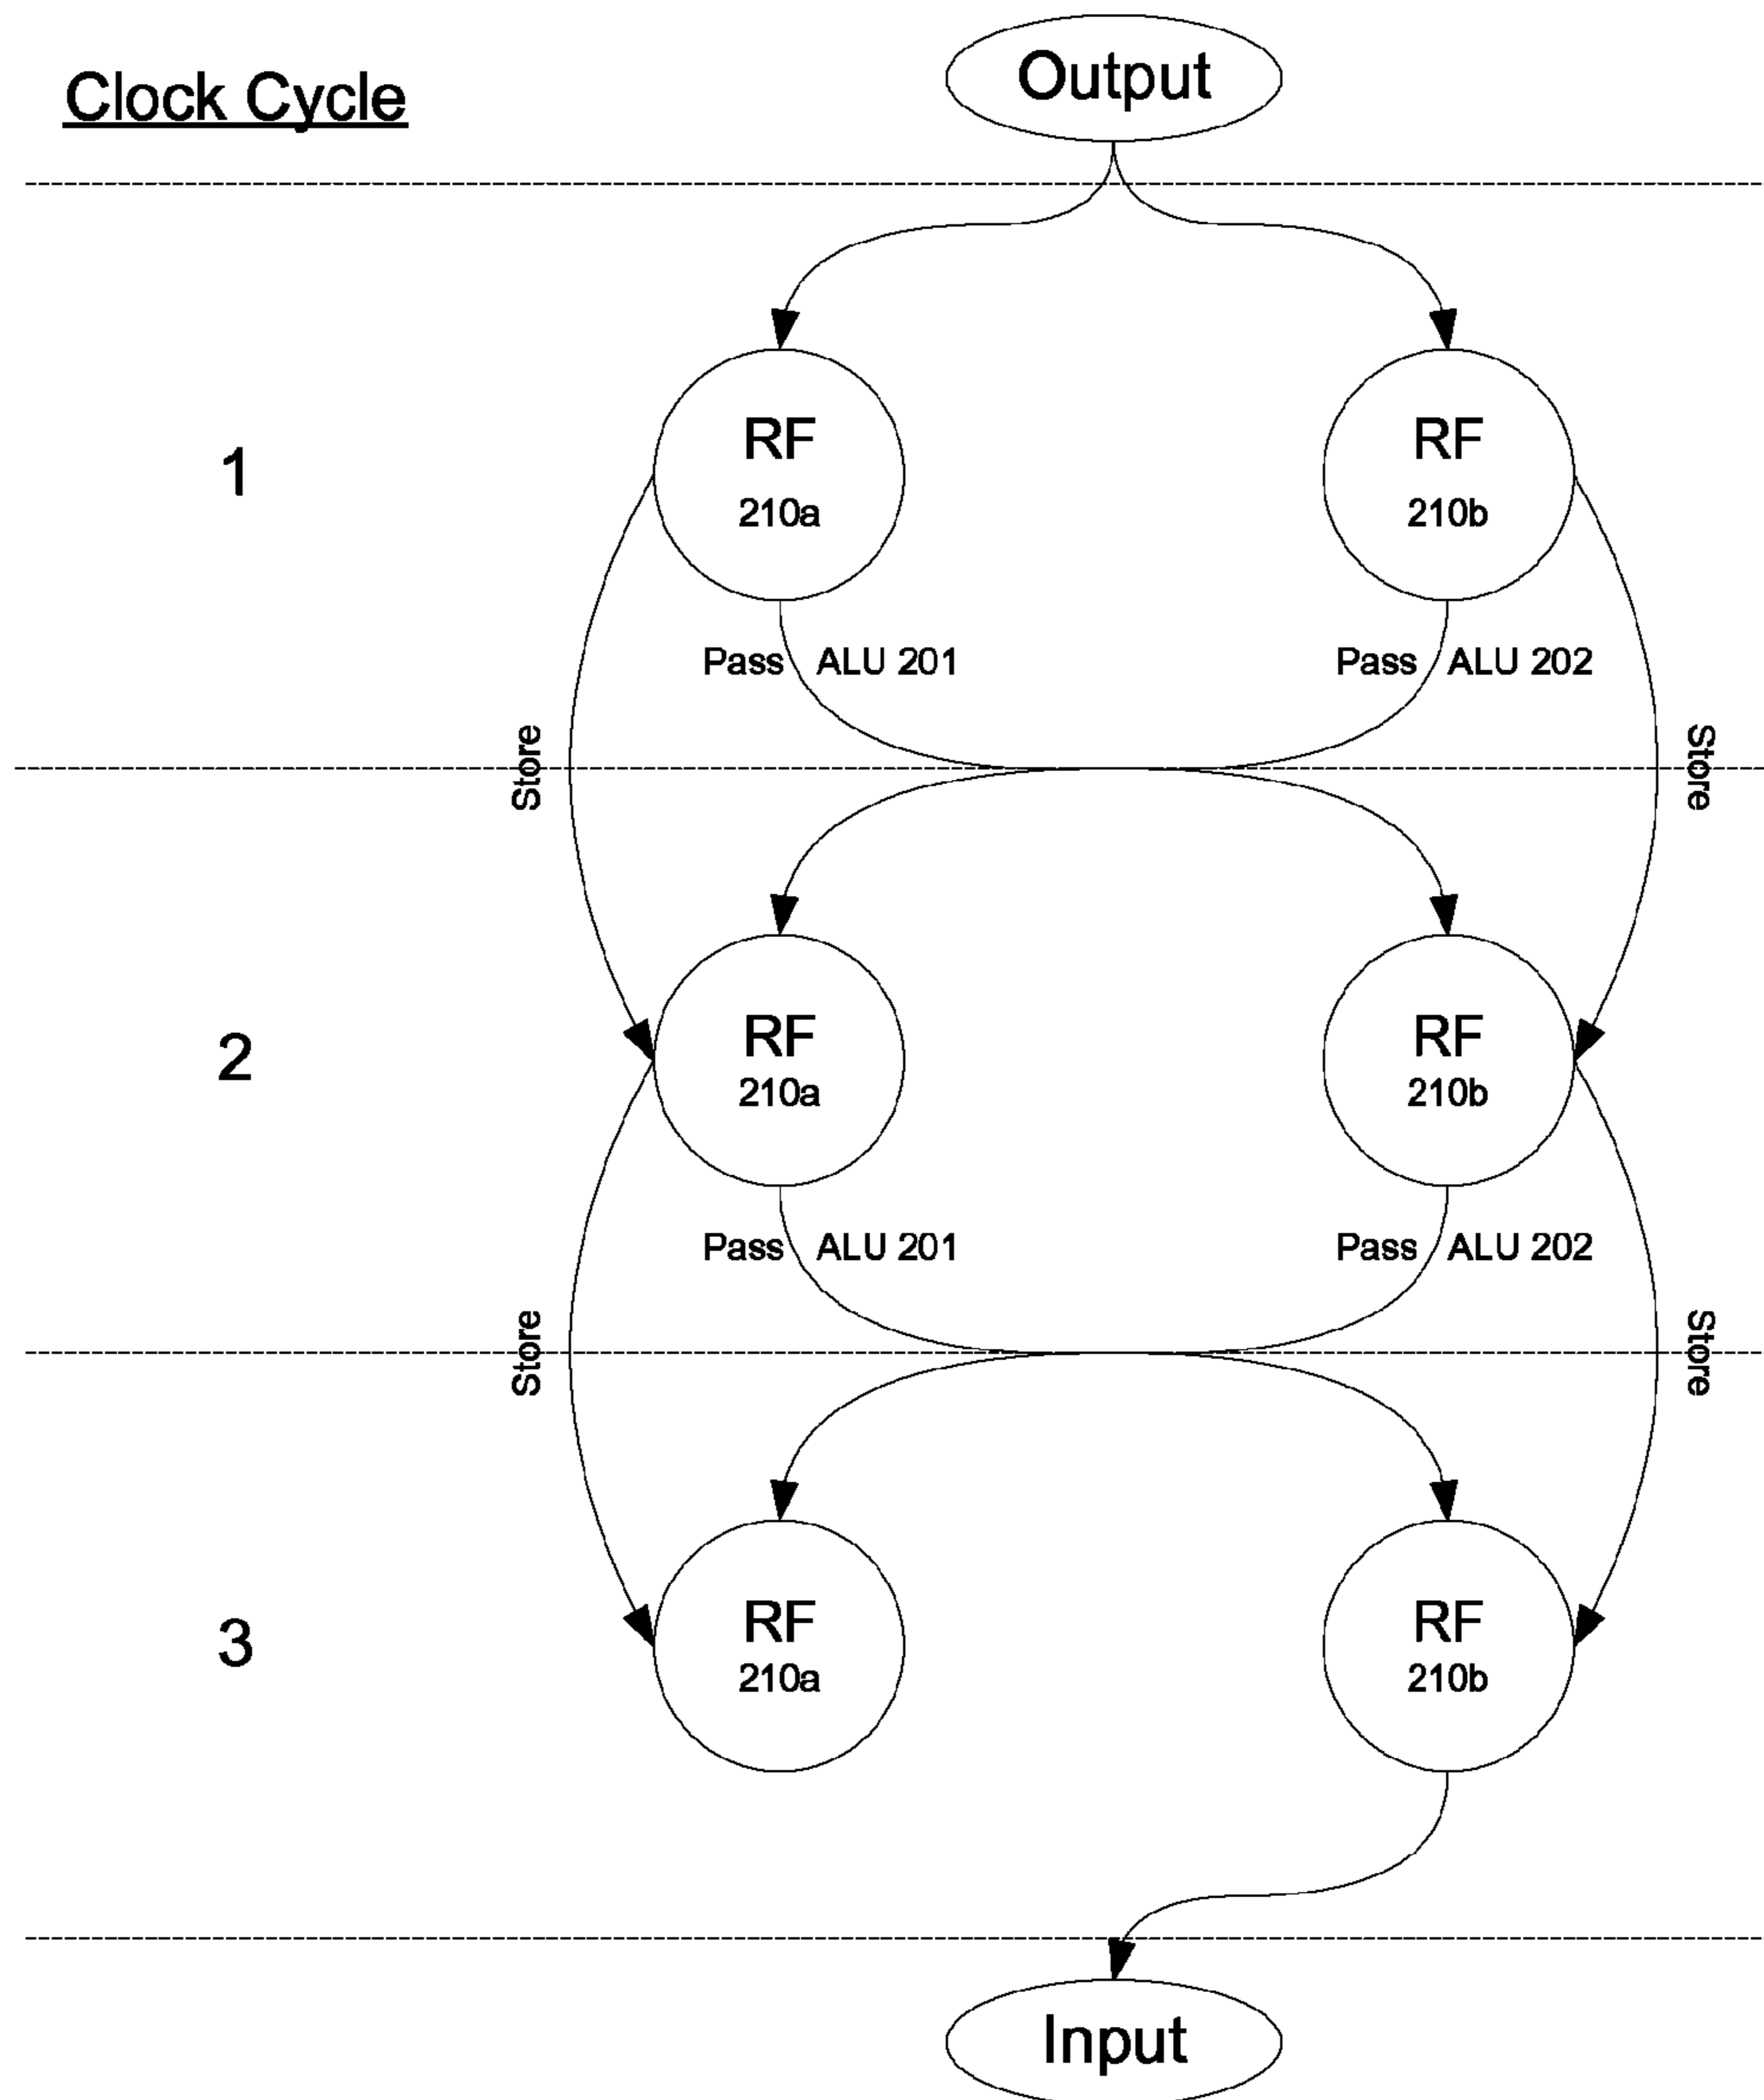 Output
Clock Cycle
RF
RF
1
210a
210b
Pass ALU 201
Pass ALU 202
Store
Store
RF
RF
2
210a
210b
Pass ALU 201
Pass ALU 202
Store
Store
RF
RF
3
210a
210b
Input